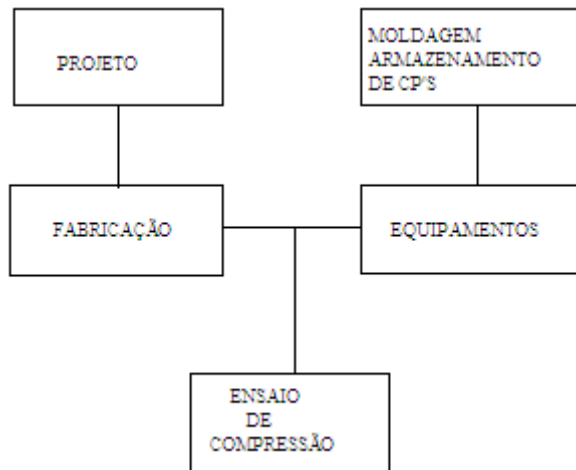 PROJETO
MOLDAGEM
ARMAZENAMENTO
DE CP'S
FABRICAÇÃO
EQUIPAMENTOS
ENSAIO
DE
COMPRESSÃO